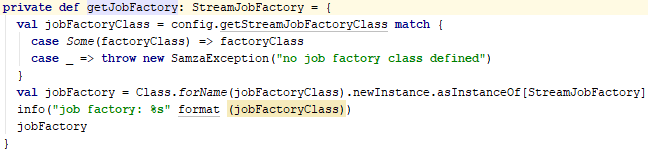 private def getJobFactory: StreamJobFactory = {
  val jobFactoryClass = config.getStreamJobFactoryClass match {
    case Some(factoryClass) => factoryClass
    case _ => throw new SamzaException("no job factory class defined")
  }
  val jobFactory = Class.forName(jobFactoryClass).newInstance.asInstanceOf[StreamJobFactory]
  info("job factory: %s" format (jobFactoryClass))
  jobFactory
}